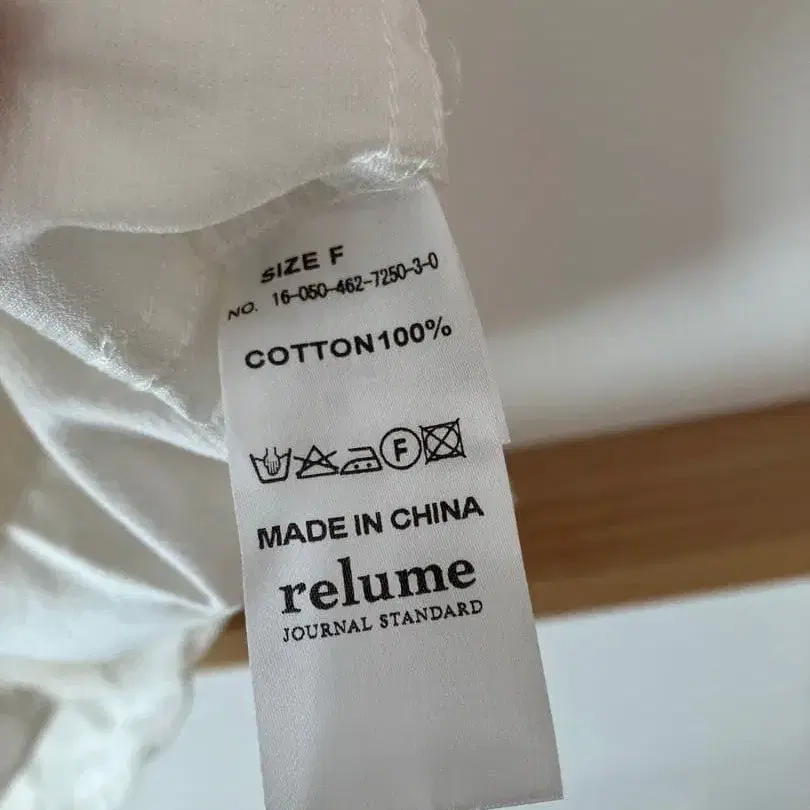 SIZE F
NO. 16-050-462-7250-3-0
COTTON100%
F
MADE IN CHINA
relume
JOURNAL STANDARD